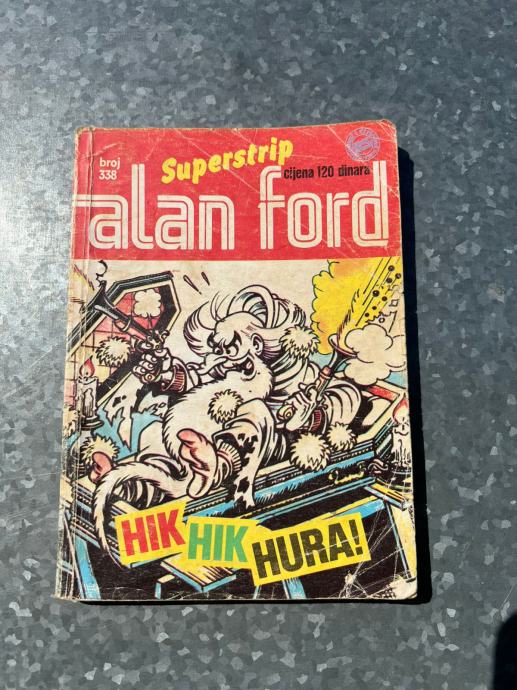 broj
338
Superstrip
cijena 120 dinara
alan ford
HIK
HIK
HURA!